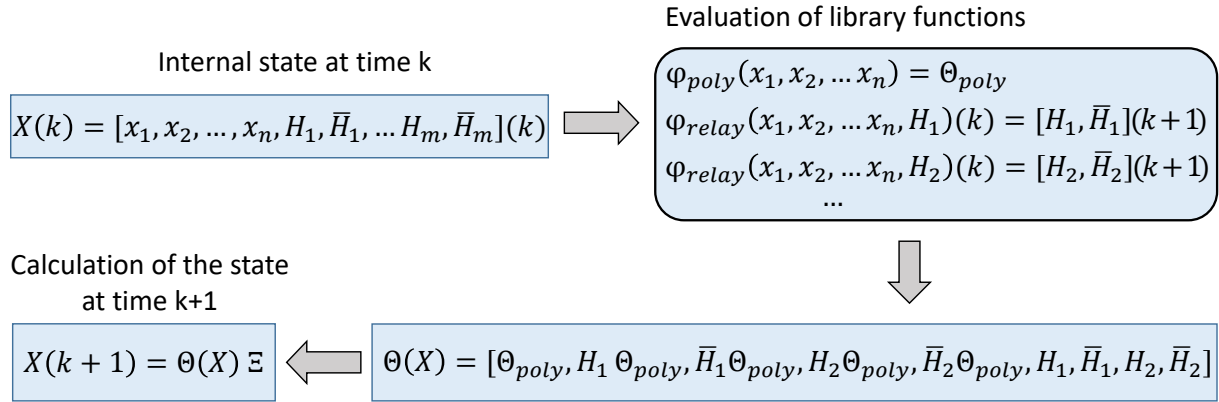 Internal state at time k
X(k) = [x₁, x₂, …, xₙ, H₁, H̅₁, … Hₘ, H̅ₘ](k)
Evaluation of library functions
φ_poly(x₁, x₂, … xₙ) = Θ_poly
φ_relay(x₁, x₂, … xₙ, H₁)(k) = [H₁, H̅₁](k+1)
φ_relay(x₁, x₂, … xₙ, H₂)(k) = [H₂, H̅₂](k+1)
…
Calculation of the state
at time k+1
X(k + 1) = Θ(X) Ξ
Θ(X) = [Θ_poly, H₁ Θ_poly, H̅₁Θ_poly, H₂Θ_poly, H̅₂Θ_poly, H₁, H̅₁, H₂, H̅₂]